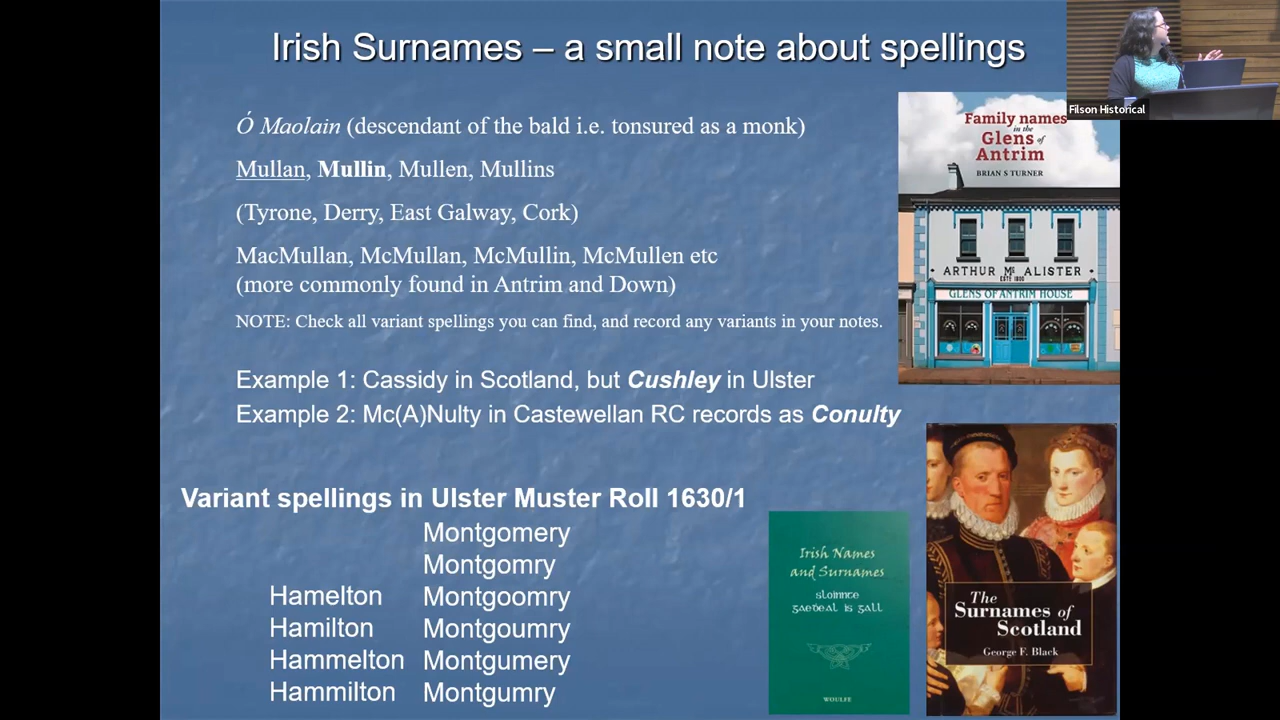 Irish Surnames – a small note about spellings
Ó Maolain (descendant of the bald i.e. tonsured as a monk)
Mullan, Mullin, Mullen, Mullins
(Tyrone, Derry, East Galway, Cork)
MacMullan, McMullan, McMullin, McMullen etc
(more commonly found in Antrim and Down)
NOTE: Check all variant spellings you can find, and record any variants in your notes.
Example 1: Cassidy in Scotland, but Cushley in Ulster
Example 2: Mc(A)Nulty in Castewellan RC records as Conulty
Variant spellings in Ulster Muster Roll 1630/1
Hamelton
Hamilton
Hammelton
Hammilton
Montgomery
Montgomry
Montgoomry
Montgoumry
Montgumery
Montgumry
Filson Historical
Family names
in the
Glens of
Antrim
BRIAN S TURNER
ARTHUR Mc ALISTER
GLENS OF ANTRIM HOUSE
Irish Names
and Surnames
sloinnte
gaeḋeal is gall
WOULFE
The
Surnames of
Scotland
George F. Black